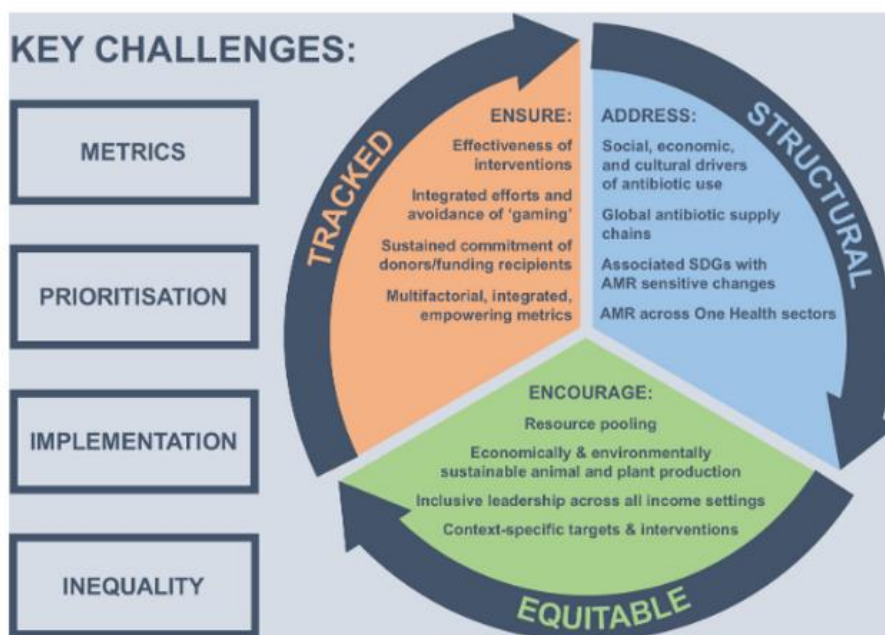 KEY CHALLENGES:
METRICS
PRIORITISATION
IMPLEMENTATION
INEQUALITY
TRACKED
ENSURE:
Effectiveness of
interventions
Integrated efforts and
avoidance of 'gaming'
Sustained commitment of
donors/funding recipients
Multifactorial, integrated,
empowering metrics
STRUCTURAL
ADDRESS:
Social, economic,
and cultural drivers
of antibiotic use
Global antibiotic supply
chains
Associated SDGs with
AMR sensitive changes
AMR across One Health sectors
ENCOURAGE:
Resource pooling
Economically & environmentally
sustainable animal and plant production
Inclusive leadership across all income settings
Context-specific targets & interventions
EQUITABLE